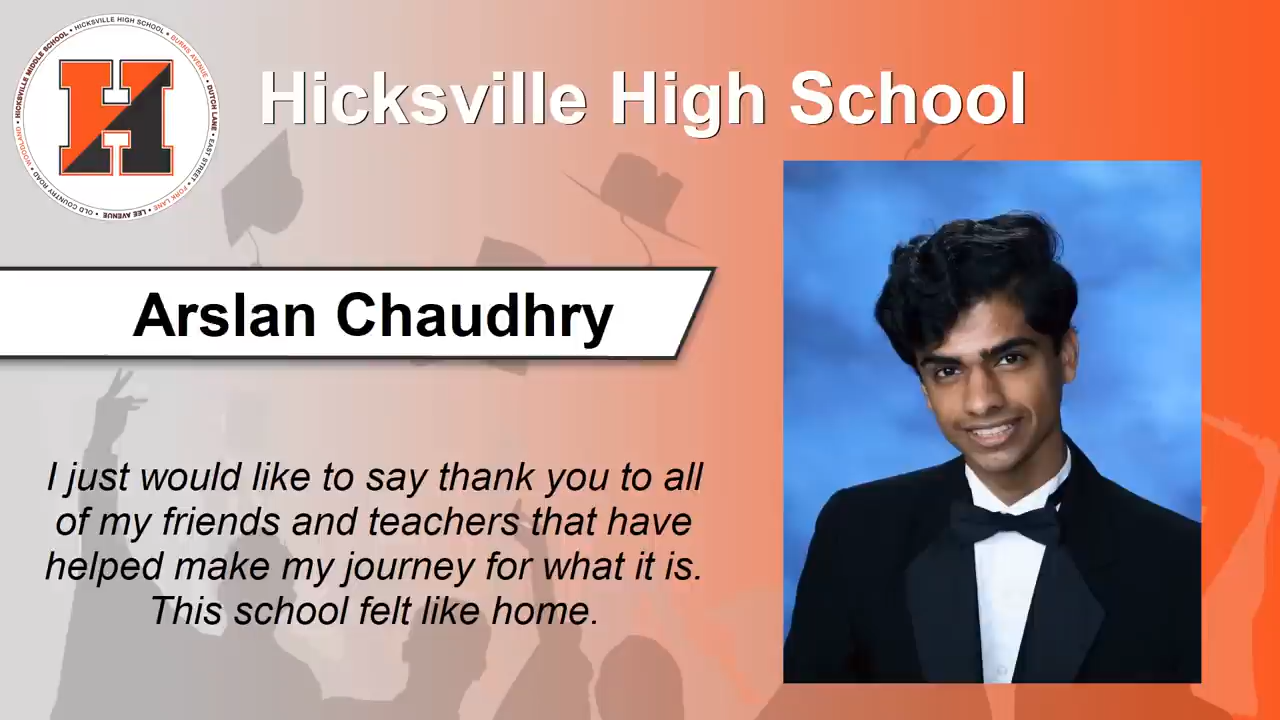 • HICKSVILLE MIDDLE SCHOOL • HICKSVILLE HIGH SCHOOL • BURNS AVENUE • DUTCH LANE • EAST STREET • FORK LANE • LEE AVENUE • OLD COUNTRY ROAD • WOODLAND
H
Hicksville High School
Arslan Chaudhry
I just would like to say thank you to all
of my friends and teachers that have
helped make my journey for what it is.
This school felt like home.